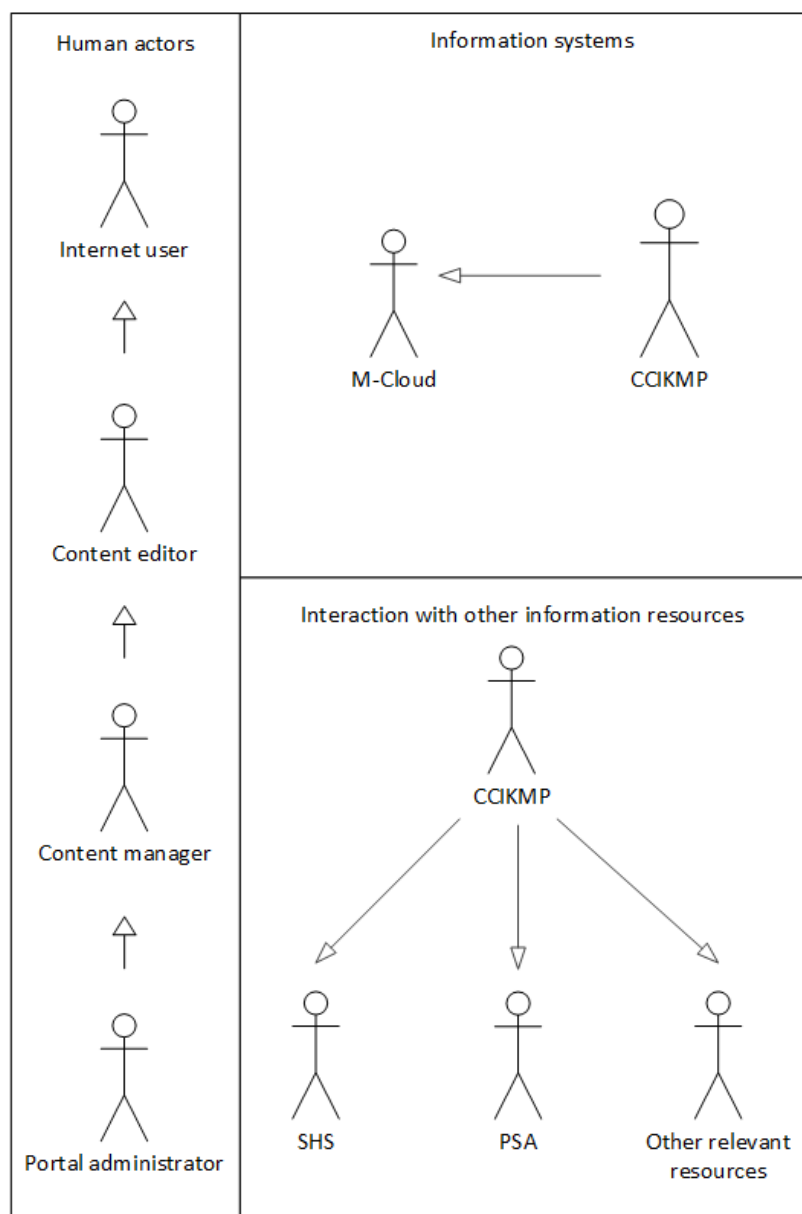 Human actors
Internet user
Content editor
Content manager
Portal administrator
Information systems
M-Cloud
CCIKMP
Interaction with other information resources
CCIKMP
SHS
PSA
Other relevant
resources